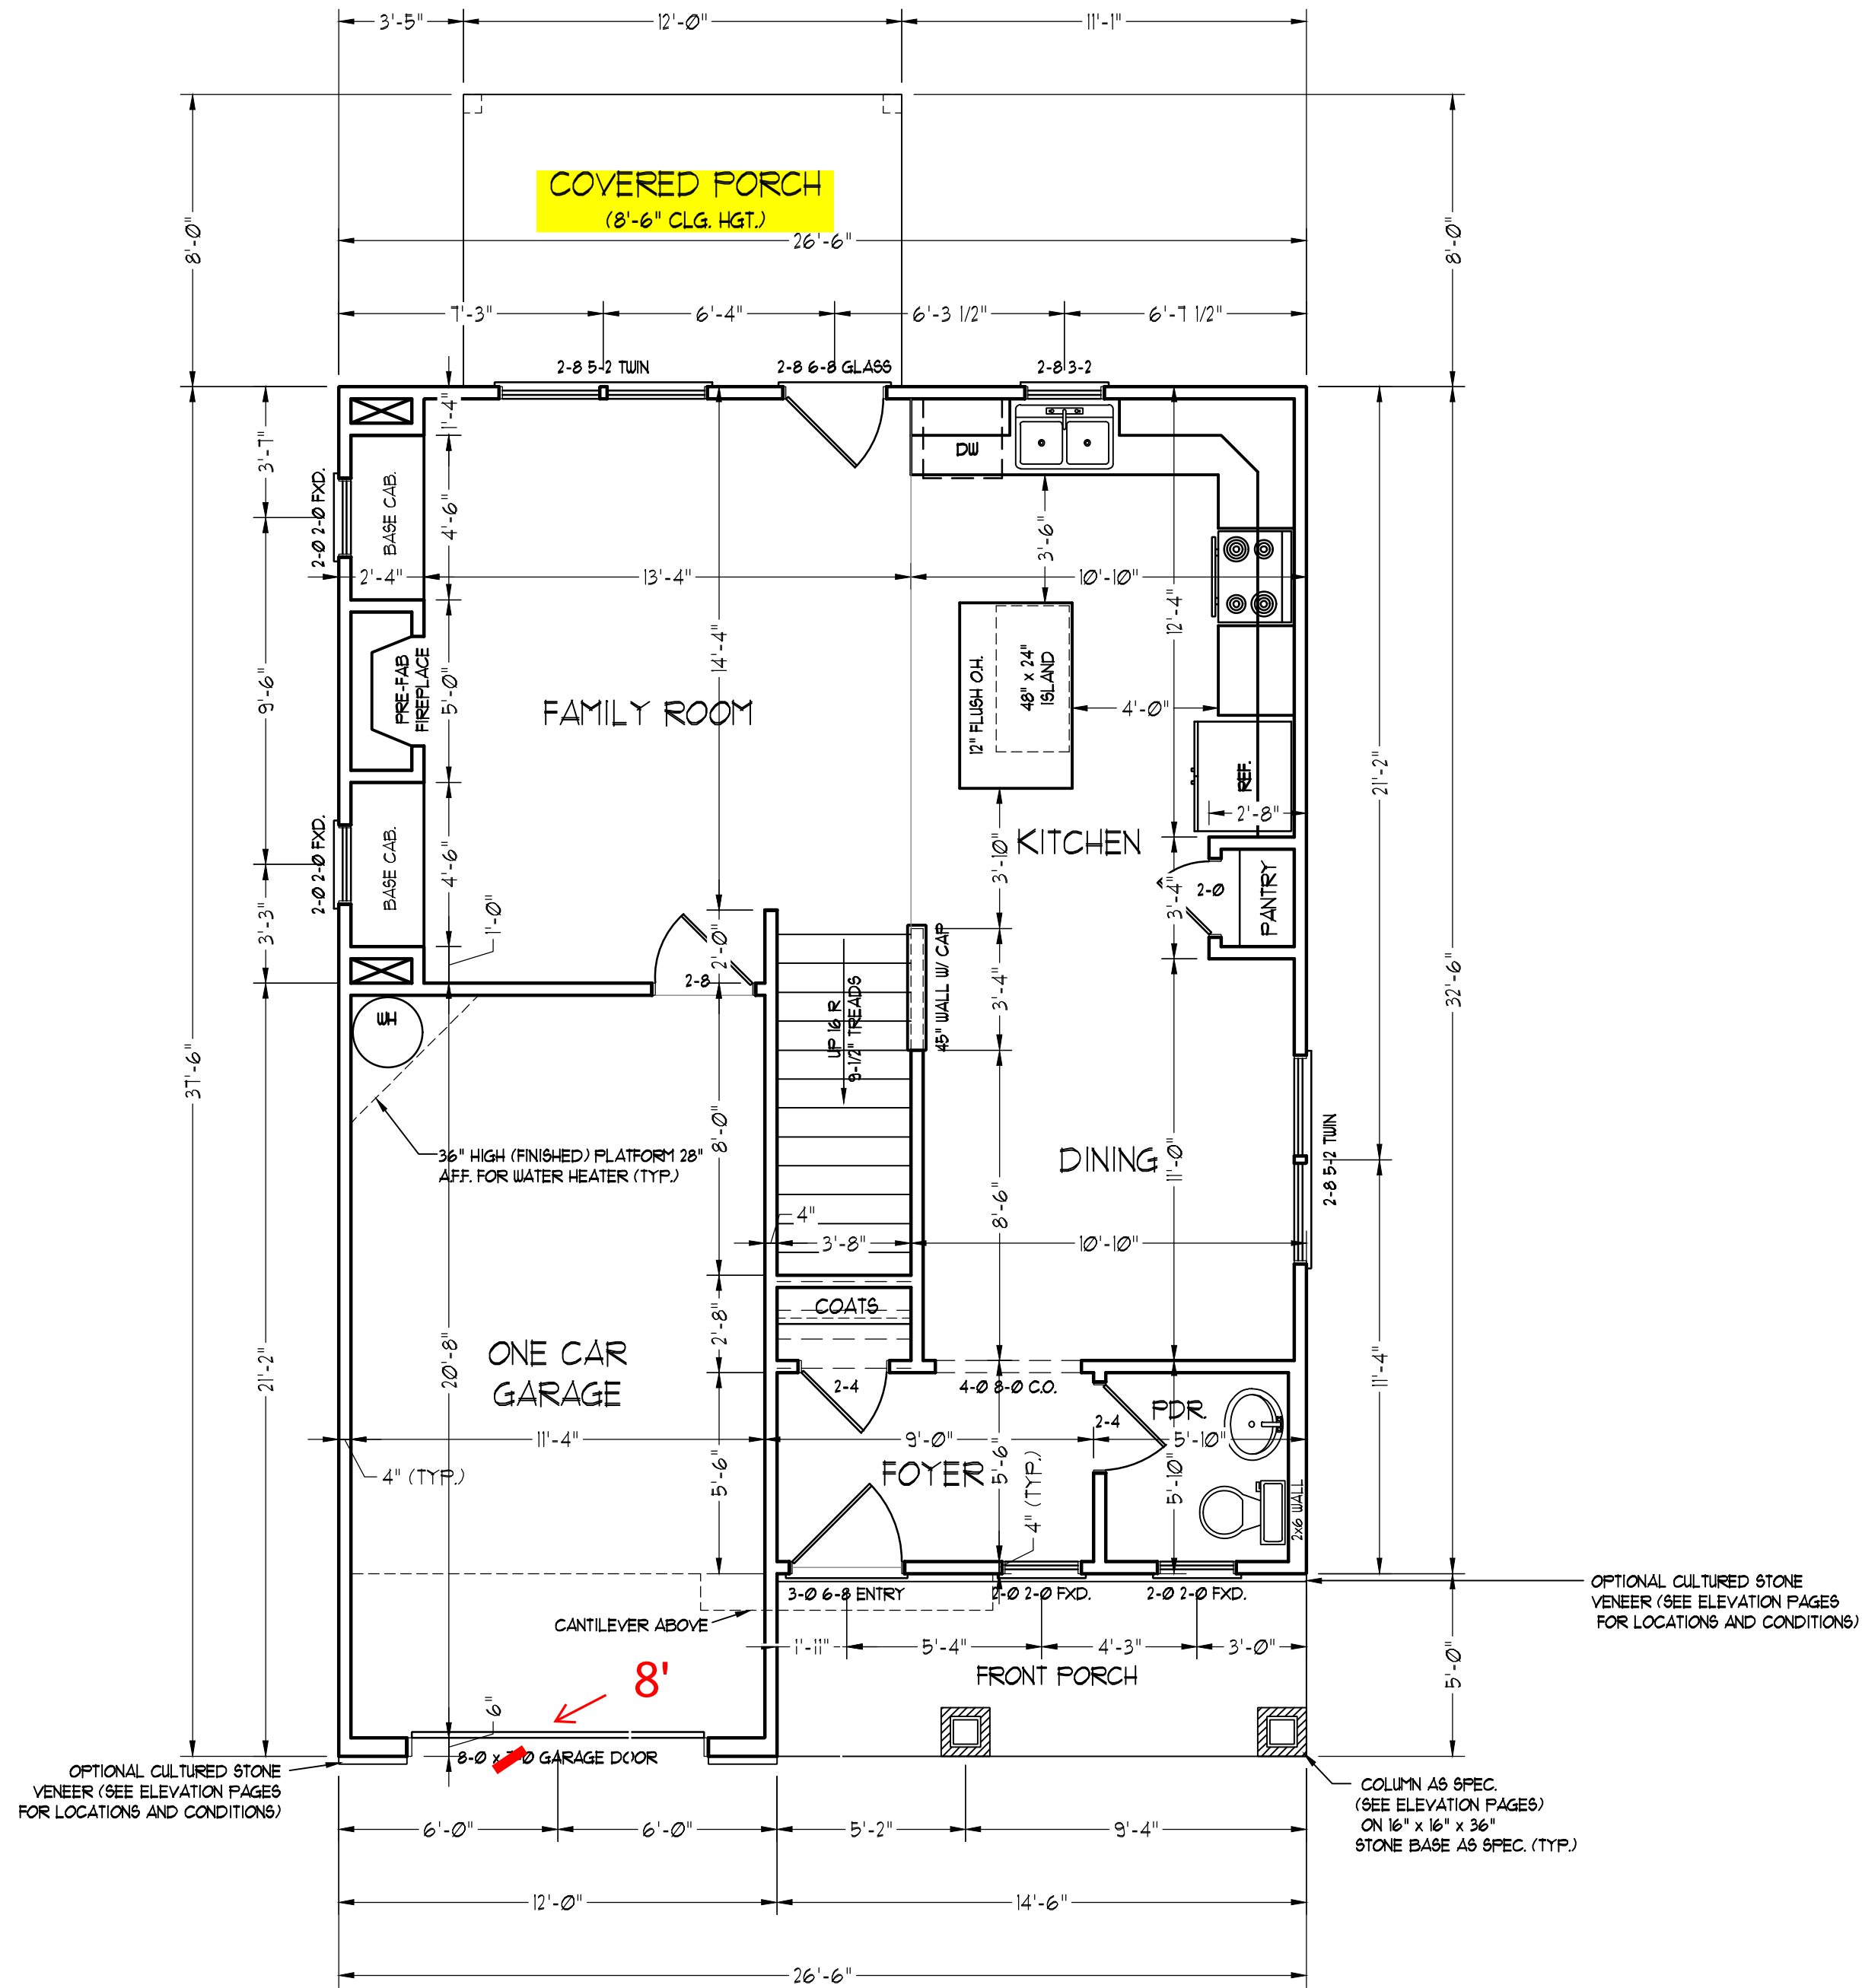 3'-5"
12'-0"
11'-1"
COVERED PORCH
(8'-6" CLG. HGT.)
26'-6"
8'-0"
8'-0"
7'-3"
6'-4"
6'-3 1/2"
6'-7 1/2"
2-8 5-2 TWIN
2-8 6-8 GLASS
2-8 3-2
1'-4"
3'-7"
2-0 2-0 FXD.
BASE CAB.
4'-6"
DW
3'-6"
2'-4"
13'-4"
10'-10"
12'-4"
14'-4"
9'-6"
PRE-FAB
FIREPLACE
5'-0"
FAMILY ROOM
12" FLUSH O.H.
48" x 24"
ISLAND
4'-0"
REF.
2'-8"
21'-2"
2-0 2-0 FXD.
BASE CAB.
4'-6"
KITCHEN
3'-10"
3'-4"
2-0
PANTRY
3'-3"
1'-0"
2'-0"
2-8
45" WALL W/ CAP
3'-4"
UP 16 R
9-1/2" TREADS
32'-6"
WH
37'-6"
36" HIGH (FINISHED) PLATFORM 28"
A.F.F. FOR WATER HEATER (TYP.)
8'-0"
DINING
11'-0"
2-8 5-2 TWIN
8'-6"
4"
3'-8"
10'-10"
COATS
2'-8"
ONE CAR
GARAGE
20'-8"
21'-2"
11'-4"
2-4
4-0 8-0 C.O.
2-4
PDR.
11'-4"
9'-0"
5'-10"
4" (TYP.)
5'-6"
FOYER
5'-6"
4" (TYP.)
5'-10"
2x6 WALL
3-0 6-8 ENTRY
2-0 2-0 FXD.
2-0 2-0 FXD.
OPTIONAL CULTURED STONE
VENEER (SEE ELEVATION PAGES
FOR LOCATIONS AND CONDITIONS)
CANTILEVER ABOVE
1'-11"
5'-4"
4'-3"
3'-0"
5'-0"
FRONT PORCH
8'
6"
8-0 x -0 GARAGE DOOR
OPTIONAL CULTURED STONE
VENEER (SEE ELEVATION PAGES
FOR LOCATIONS AND CONDITIONS)
COLUMN AS SPEC.
(SEE ELEVATION PAGES)
ON 16" x 16" x 36"
STONE BASE AS SPEC. (TYP.)
6'-0"
6'-0"
5'-2"
9'-4"
12'-0"
14'-6"
26'-6"